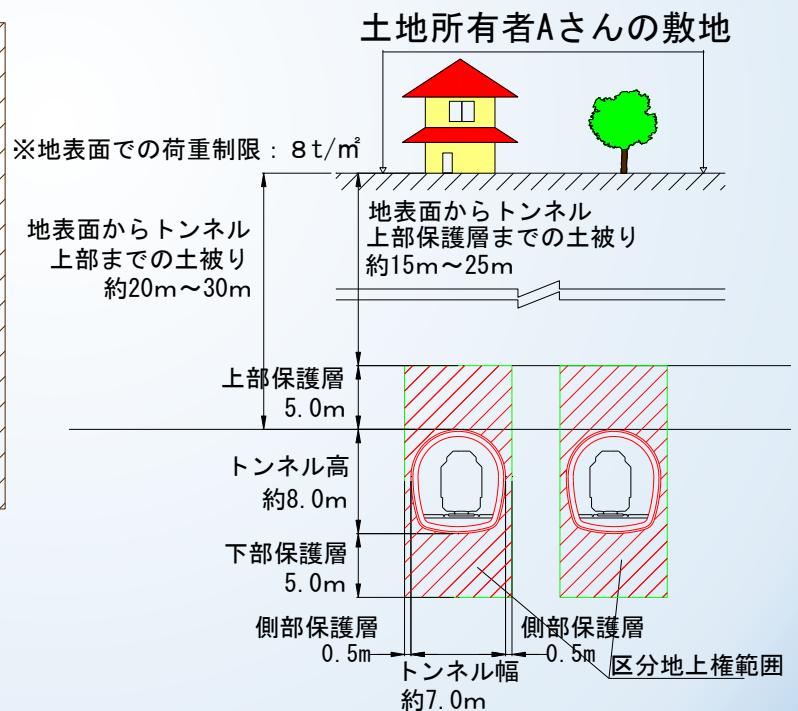 土地所有者Aさんの敷地
※地表面での荷重制限：８t/㎡
地表面からトンネル
上部までの土被り
約20m～30m
地表面からトンネル
上部保護層までの土被り
約15m～25m
上部保護層
5.0m
トンネル高
約8.0m
下部保護層
5.0m
側部保護層
0.5m
トンネル幅
約7.0m
側部保護層
0.5m
区分地上権範囲